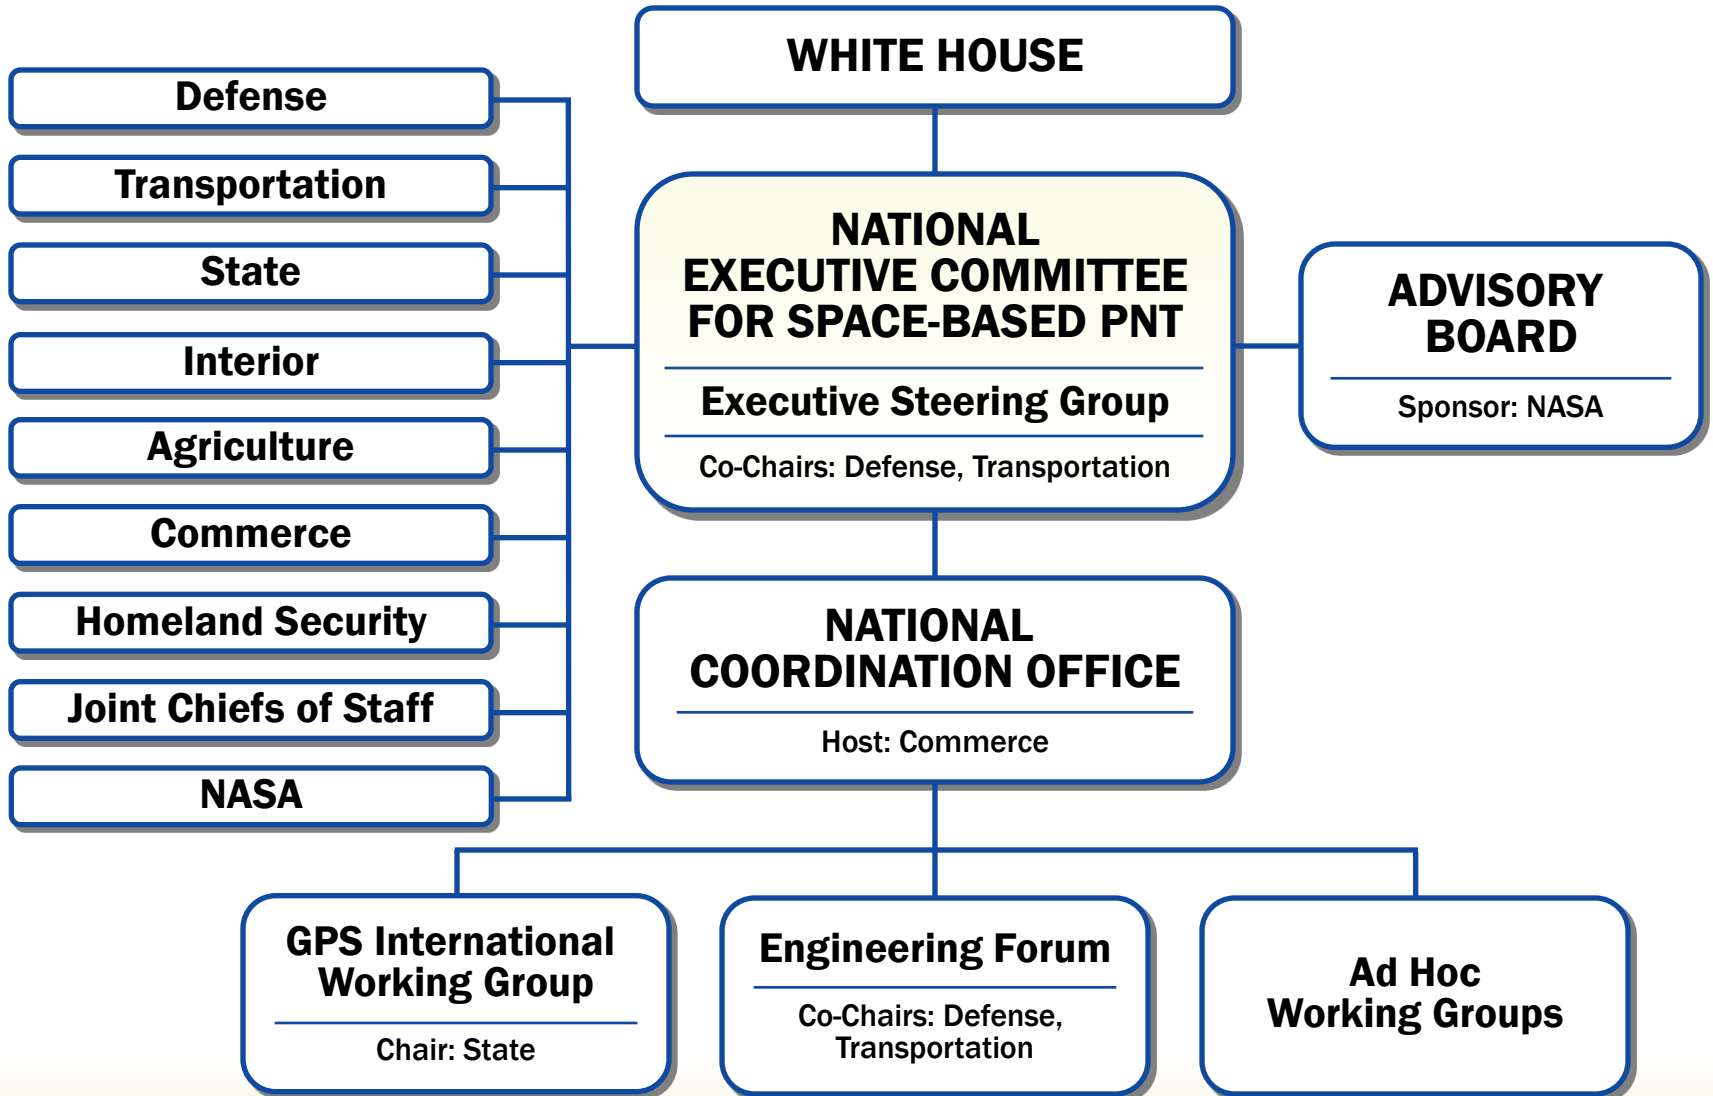 WHITE HOUSE
Defense
Transportation
State
Interior
Agriculture
Commerce
Homeland Security
Joint Chiefs of Staff
NASA
NATIONAL
EXECUTIVE COMMITTEE
FOR SPACE-BASED PNT
Executive Steering Group
Co-Chairs: Defense, Transportation
ADVISORY
BOARD
Sponsor: NASA
NATIONAL
COORDINATION OFFICE
Host: Commerce
GPS International
Working Group
Chair: State
Engineering Forum
Co-Chairs: Defense,
Transportation
Ad Hoc
Working Groups